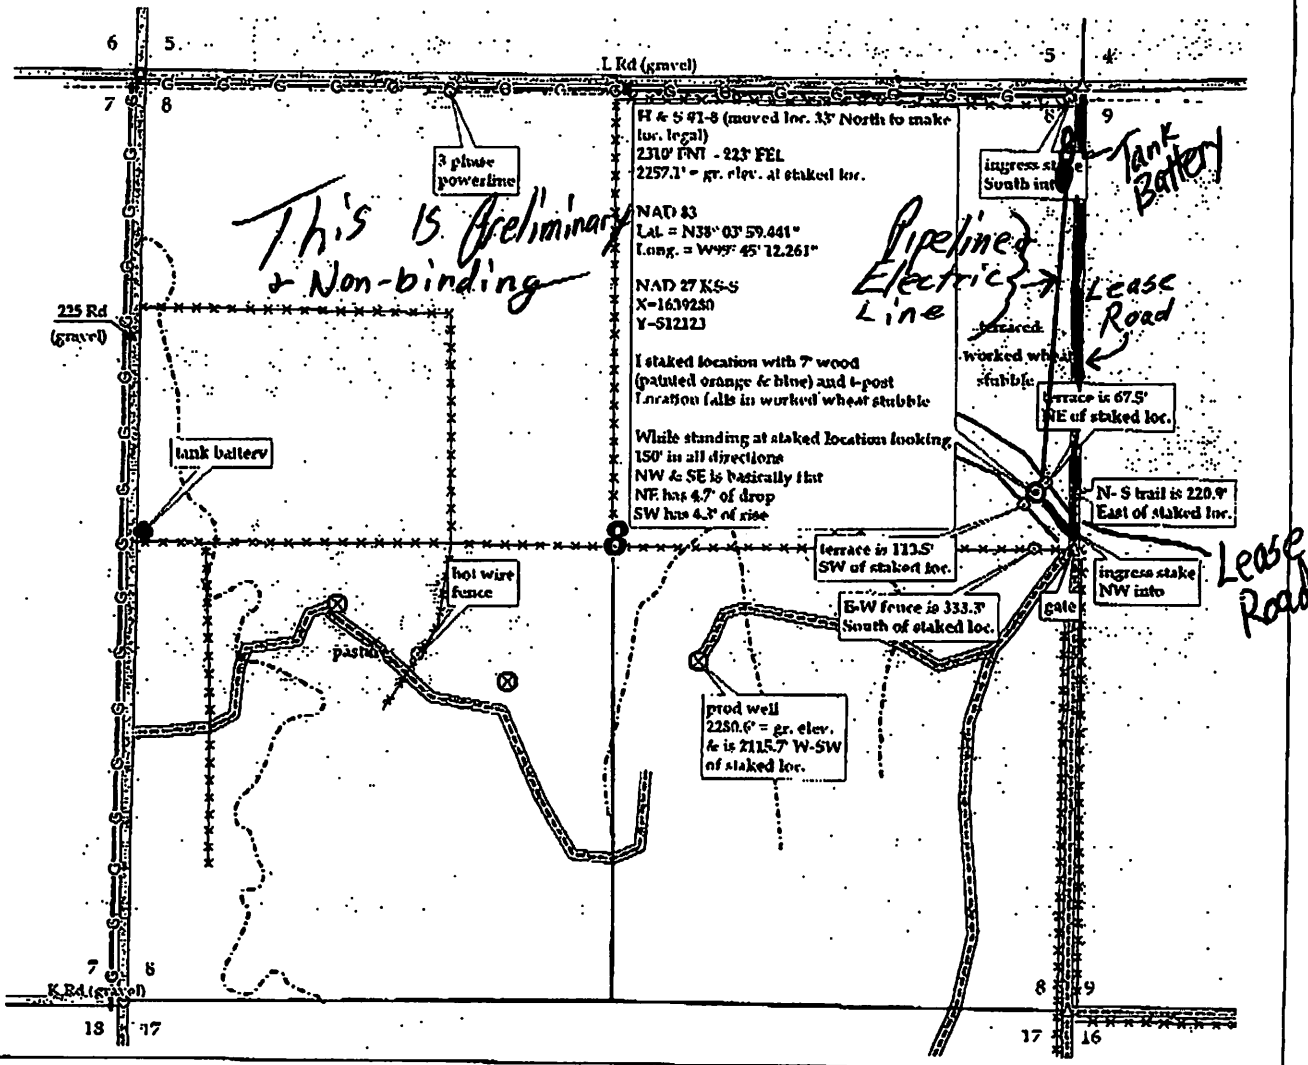 6 5
5 4
L Rd (gravel)
7 8
8 9
H & S #1-8 (moved loc. 33' North to make
loc. legal)
2310' FNL - 223' FEL
2257.1' = gr. elev. at staked loc.
NAD 83
Lat. = N38° 03' 59.441"
Long. = W99° 45' 12.261"
NAD 27 KS-S
X=1639280
Y=512123
I staked location with 7' wood
(painted orange & blue) and t-post
Location falls in worked wheat stubble
While standing at staked location looking
150' in all directions
NW & SE is basically flat
NE has 4.7' of drop
SW has 4.3' of rise
3 phase
powerline
ingress stake
South into
Tank
Battery
This is Preliminary
& Non-binding
Pipeline &
Electric
Line
Lease
Road
225 Rd
(gravel)
terraced
worked wheat
stubble
terrace is 67.5'
NE of staked loc.
tank battery
N-S trail is 220.9'
East of staked loc.
terrace is 113.5'
SW of staked loc.
ingress stake
NW into
Lease
Road
hot wire
fence
E-W fence is 333.3'
South of staked loc.
gate
pasture
prod well
2280.6' = gr. elev.
& is 2115.7' W-SW
of staked loc.
7 8
K Rd (gravel)
8 9
18 17
17 16